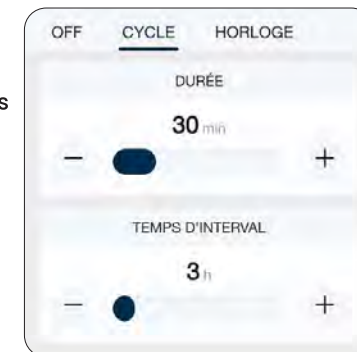 OFF CYCLE HORLOGE
s
DURÉE
30 min
− +
TEMPS D'INTERVAL
3 h
− +